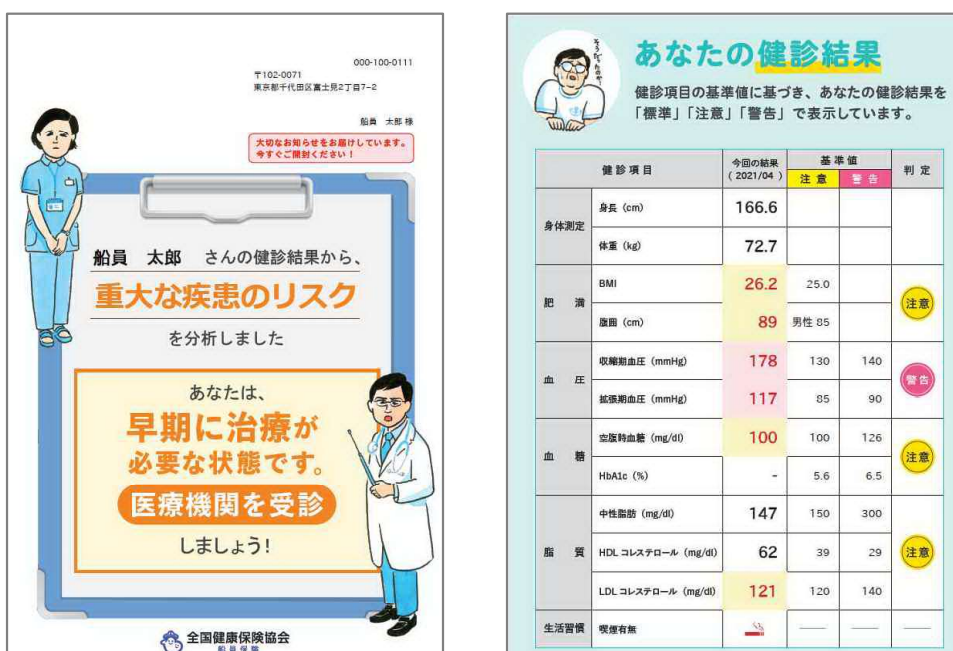 000-100-0111
〒102-0071
東京都千代田区富士見2丁目7-2
船員 太郎 様
大切なお知らせをお届けしています。
今すぐご開封ください！
船員 太郎 さんの健診結果から、
重大な疾患のリスク
を分析しました
あなたは、
早期に治療が
必要な状態です。
医療機関を受診
しましょう！
全国健康保険協会
船員保険
そうだったのか…
あなたの健診結果
健診項目の基準値に基づき、あなたの健診結果を
「標準」「注意」「警告」で表示しています。
健診項目 今回の結果 (2021/04) 基準値 注意 警告 判定
身体測定 身長（cm） 166.6
体重（kg） 72.7
肥満 BMI 26.2 25.0 注意
腹囲（cm） 89 男性 85
血圧 収縮期血圧（mmHg） 178 130 140 警告
拡張期血圧（mmHg） 117 85 90
血糖 空腹時血糖（mg/dl） 100 100 126 注意
HbA1c（%） - 5.6 6.5
脂質 中性脂肪（mg/dl） 147 150 300 注意
HDL コレステロール（mg/dl） 62 39 29
LDL コレステロール（mg/dl） 121 120 140
生活習慣 喫煙有無 ―― ―― ――